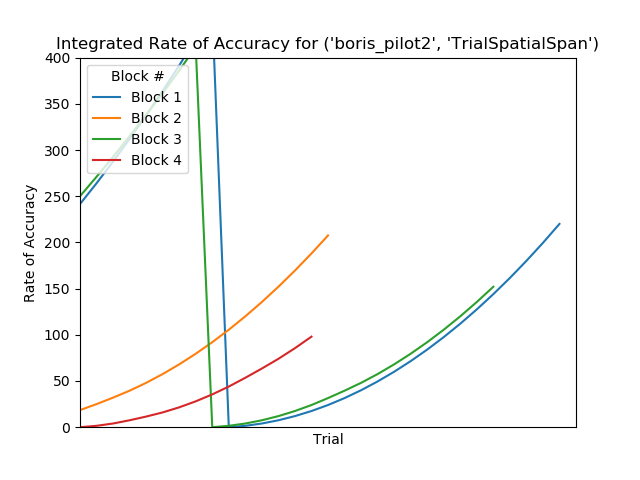 Integrated Rate of Accuracy for ('boris_pilot2', 'TrialSpatialSpan')
400
350
300
250
200
150
100
50
0
Rate of Accuracy
Block #
Block 1
Block 2
Block 3
Block 4
Trial